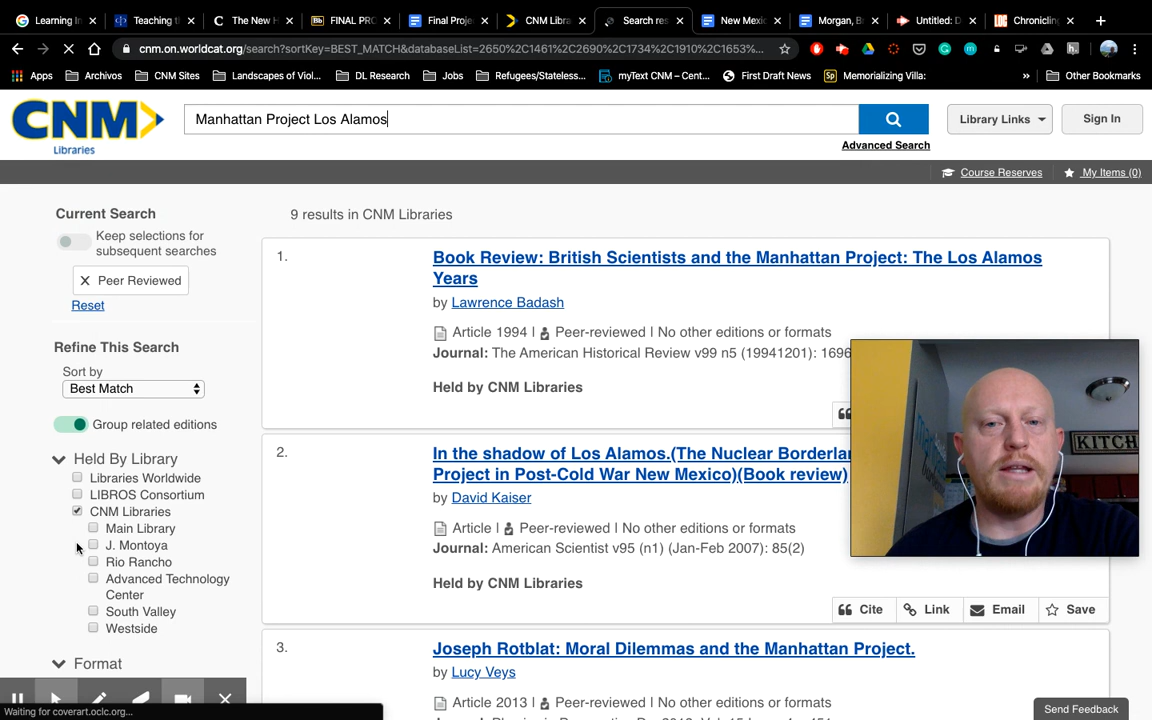 Learning In
Teaching th
The New H
FINAL PRO
Final Proje
CNM Libra
Search res
New Mexic
Morgan, Br
Untitled: D
Chroniclin
cnm.on.worldcat.org/search?sortKey=BEST_MATCH&databaseList=2650%2C1461%2C2690%2C1734%2C1910%2C1653%...
Apps
Archivos
CNM Sites
Landscapes of Viol...
DL Research
Jobs
Refugees/Stateless...
myText CNM – Cent...
First Draft News
Memorializing Villa:
»
Other Bookmarks
CNM
Libraries
Manhattan Project Los Alamos
Library Links
Sign In
Advanced Search
Course Reserves
My Items (0)
Current Search
Keep selections for
subsequent searches
X Peer Reviewed
Reset
Refine This Search
Sort by
Best Match
Group related editions
Held By Library
Libraries Worldwide
LIBROS Consortium
CNM Libraries
Main Library
J. Montoya
Rio Rancho
Advanced Technology
Center
South Valley
Westside
Format
9 results in CNM Libraries
1.
Book Review: British Scientists and the Manhattan Project: The Los Alamos
Years
by Lawrence Badash
Article 1994 | Peer-reviewed | No other editions or formats
Journal: The American Historical Review v99 n5 (19941201): 1696
Held by CNM Libraries
2.
In the shadow of Los Alamos.(The Nuclear Borderlan
Project in Post-Cold War New Mexico)(Book review)
by David Kaiser
Article | Peer-reviewed | No other editions or formats
Journal: American Scientist v95 (n1) (Jan-Feb 2007): 85(2)
Held by CNM Libraries
Cite
Link
Email
Save
3.
Joseph Rotblat: Moral Dilemmas and the Manhattan Project.
by Lucy Veys
Article 2013 | Peer-reviewed | No other editions or formats
KITCH
Send Feedback
Waiting for coverart.oclc.org...